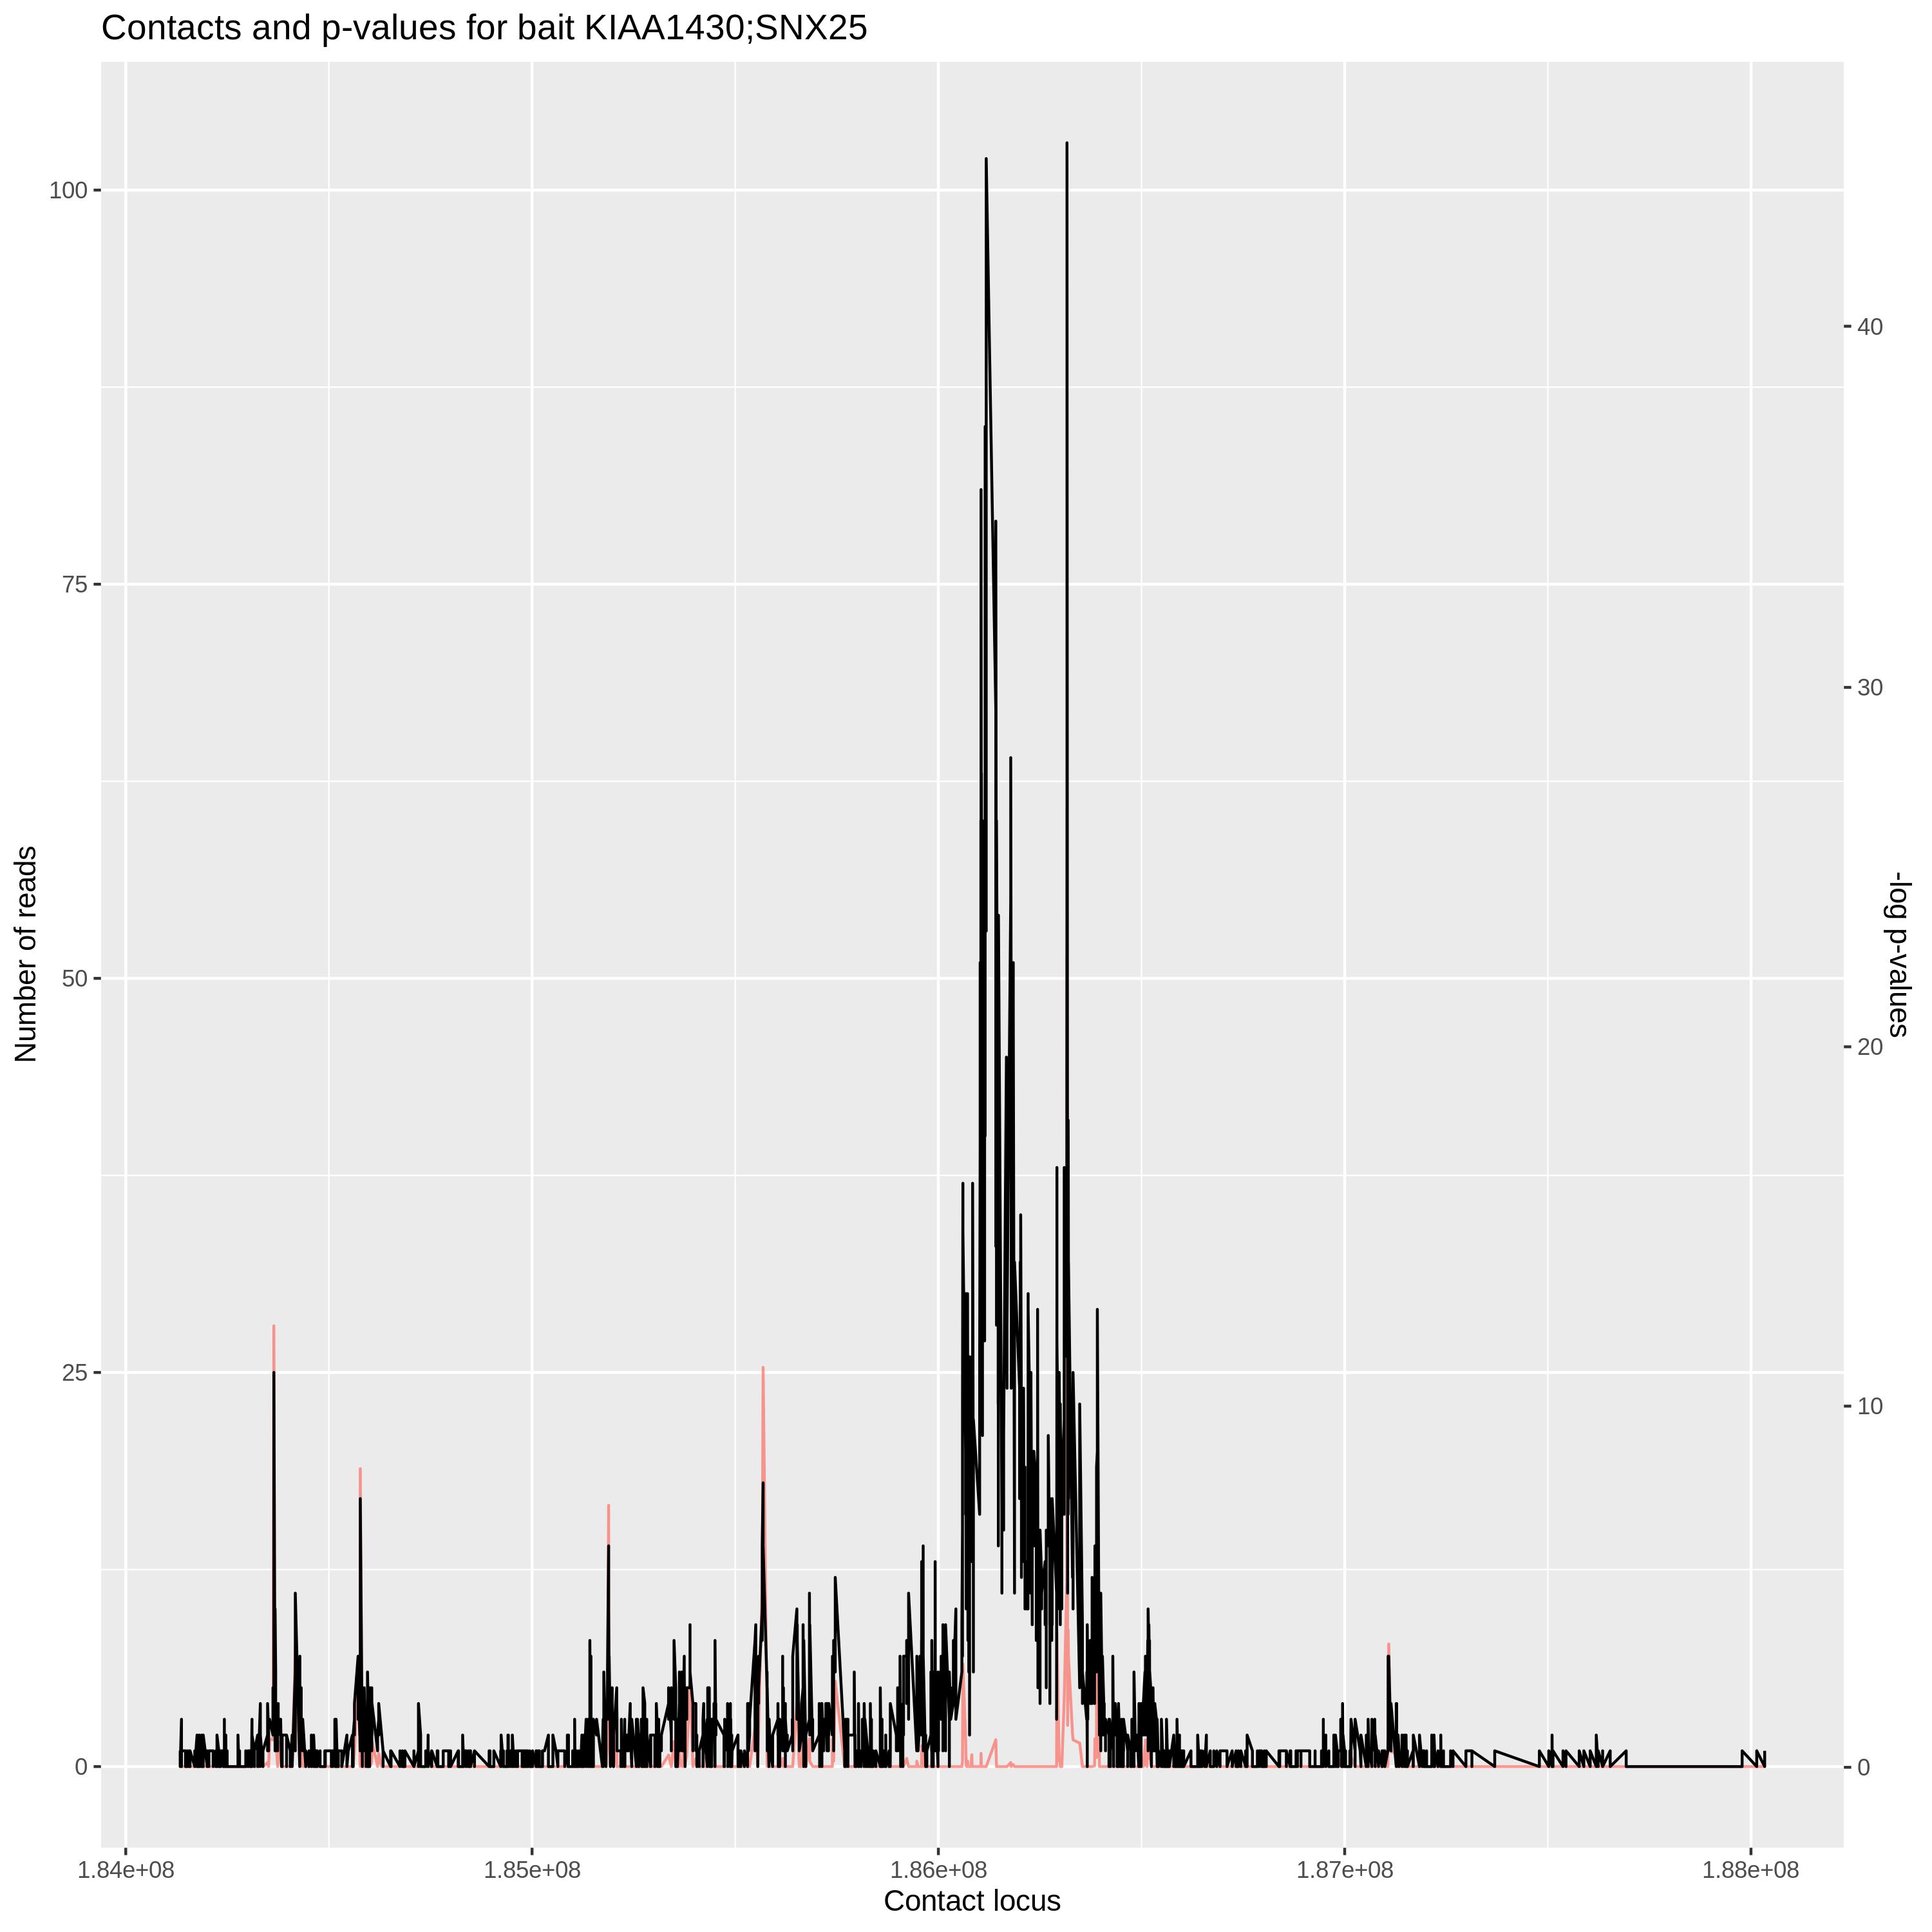 Contacts and p-values for bait KIAA1430;SNX25
100
75
50
25
0
Number of reads
40
30
20
10
0
-log p-values
1.84e+08 1.85e+08 1.86e+08 1.87e+08 1.88e+08
Contact locus